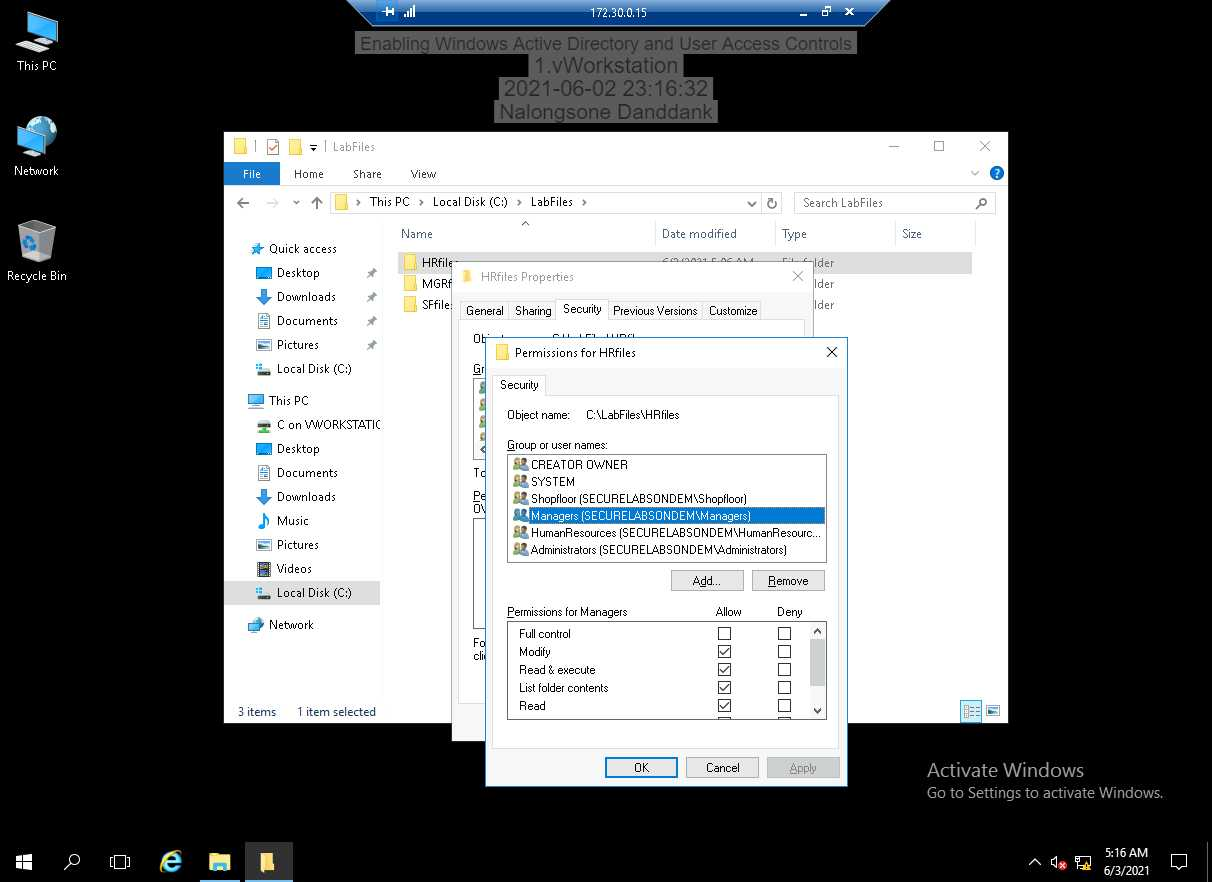 172.30.0.15
Enabling Windows Active Directory and User Access Controls
1.vWorkstation
2021-06-02 23:16:32
Nalongsone Danddank
This PC
Network
Recycle Bin
LabFiles
File Home Share View
This PC > Local Disk (C:) > LabFiles >
Search LabFiles
Name Date modified Type Size
Quick access
Desktop
Downloads
Documents
Pictures
Local Disk (C:)
This PC
C on VWORKSTATIC
Desktop
Documents
Downloads
Music
Pictures
Videos
Local Disk (C:)
Network
3 items 1 item selected
HRfiles
HRfiles Properties
General Sharing Security Previous Versions Customize
Permissions for HRfiles
Security
Object name: C:\LabFiles\HRfiles
Group or user names:
CREATOR OWNER
SYSTEM
Shopfloor (SECURELABSONDEM\Shopfloor)
Managers (SECURELABSONDEM\Managers)
HumanResources (SECURELABSONDEM\HumanResourc...
Administrators (SECURELABSONDEM\Administrators)
Add... Remove
Permissions for Managers Allow Deny
Full control
Modify
Read & execute
List folder contents
Read
OK Cancel Apply
Activate Windows
Go to Settings to activate Windows.
5:16 AM
6/3/2021